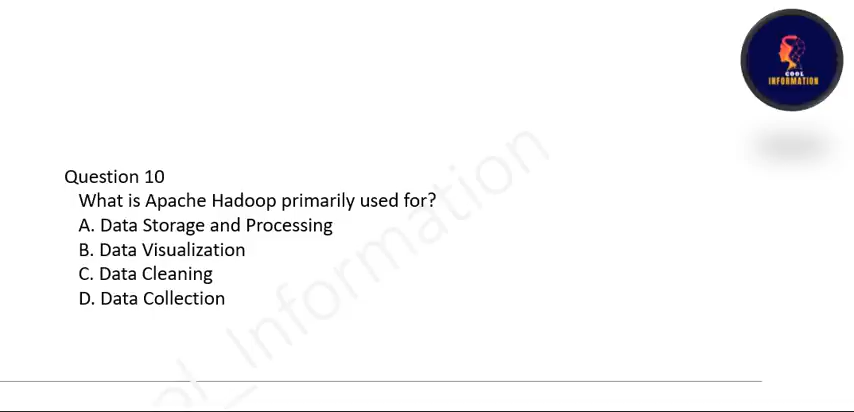 COOL
INFORMATION
Question 10
What is Apache Hadoop primarily used for?
A. Data Storage and Processing
B. Data Visualization
C. Data Cleaning
D. Data Collection
al_Information